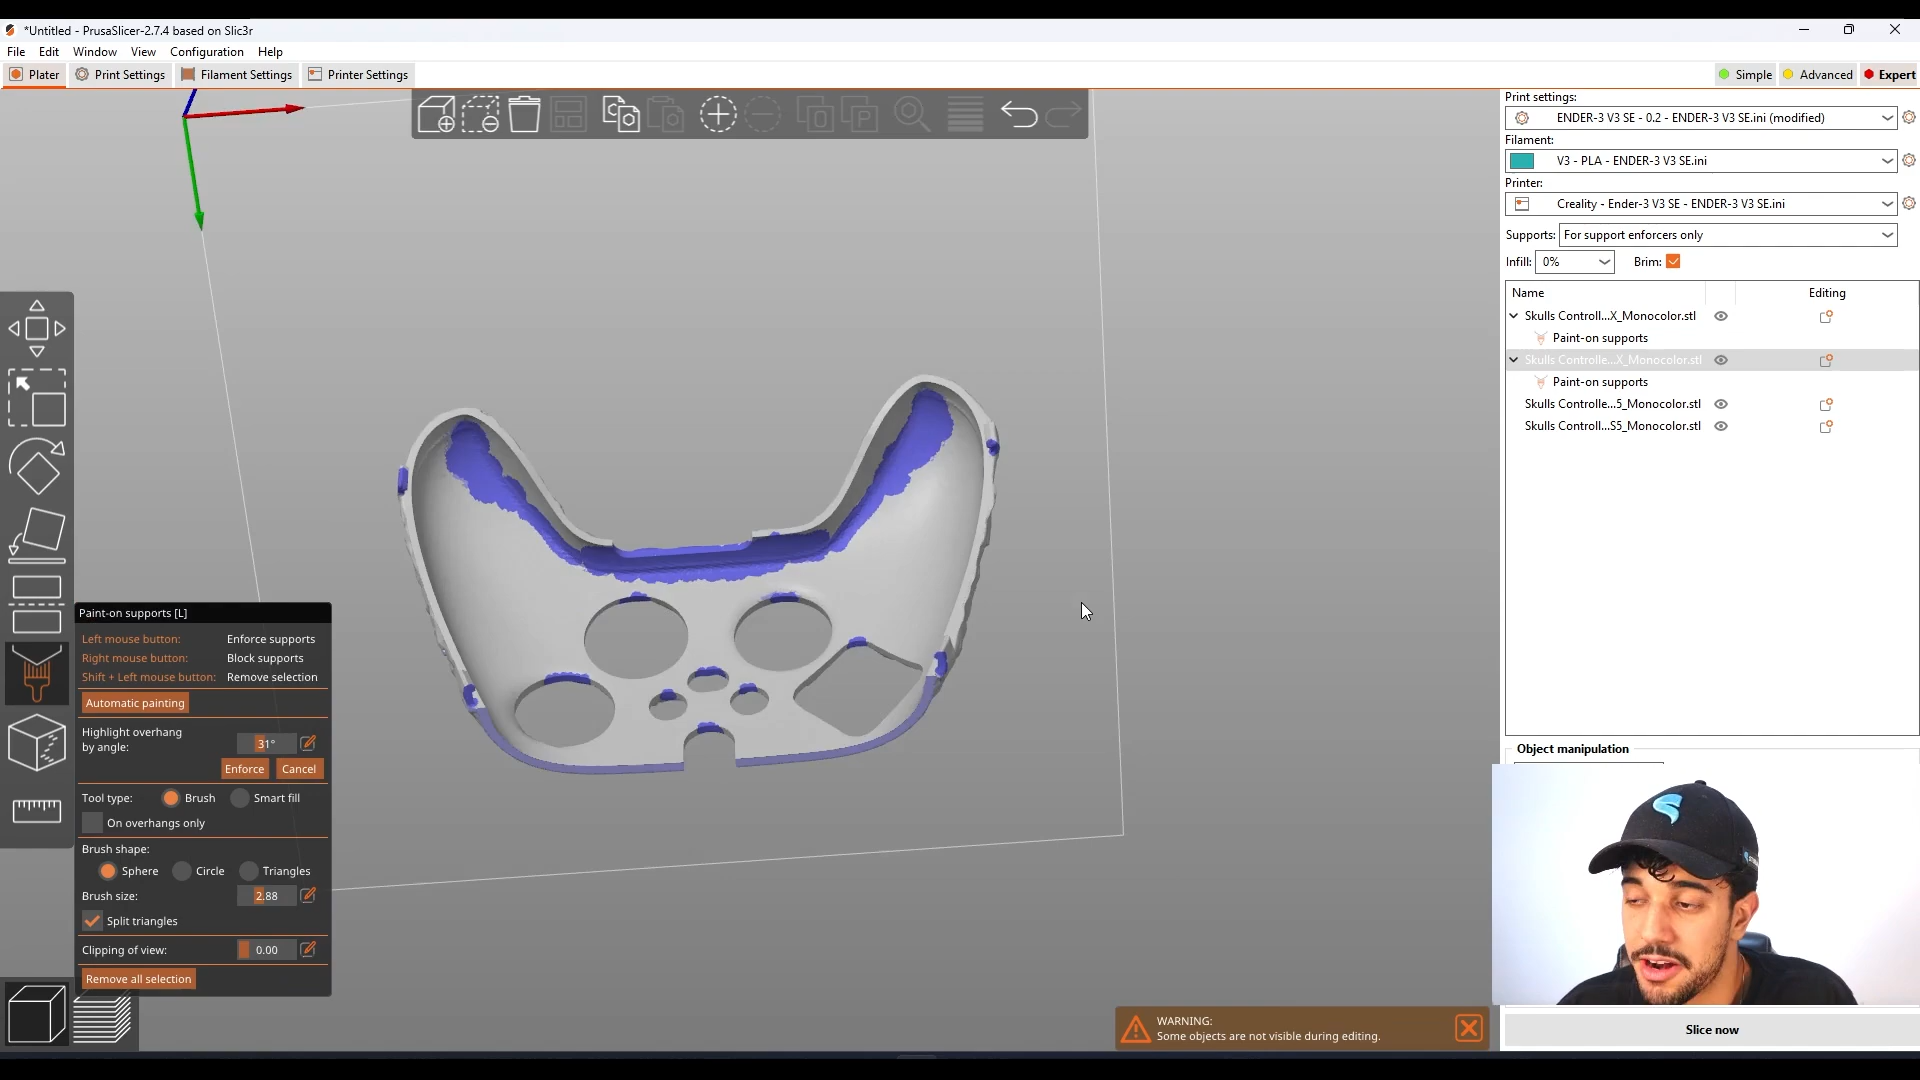 *Untitled - PrusaSlicer-2.7.4 based on Slic3r
File Edit Window View Configuration Help
Plater Print Settings Filament Settings Printer Settings Simple Advanced Expert
Print settings:
ENDER-3 V3 SE - 0.2 - ENDER-3 V3 SE.ini (modified)
Filament:
V3 - PLA - ENDER-3 V3 SE.ini
Printer:
Creality - Ender-3 V3 SE - ENDER-3 V3 SE.ini
Supports: For support enforcers only
Infill: 0% Brim:
Name Editing
Skulls Controll...X_Monocolor.stl
Paint-on supports
Skulls Controlle...X_Monocolor.stl
Paint-on supports
Skulls Controlle...5_Monocolor.stl
Skulls Controll...S5_Monocolor.stl
Object manipulation
Paint-on supports [L]
Left mouse button: Enforce supports
Right mouse button: Block supports
Shift + Left mouse button: Remove selection
Automatic painting
Highlight overhang
by angle: 31°
Enforce Cancel
Tool type: Brush Smart fill
On overhangs only
Brush shape:
Sphere Circle Triangles
Brush size: 2.88
Split triangles
Clipping of view: 0.00
Remove all selection
WARNING:
Some objects are not visible during editing.
Slice now